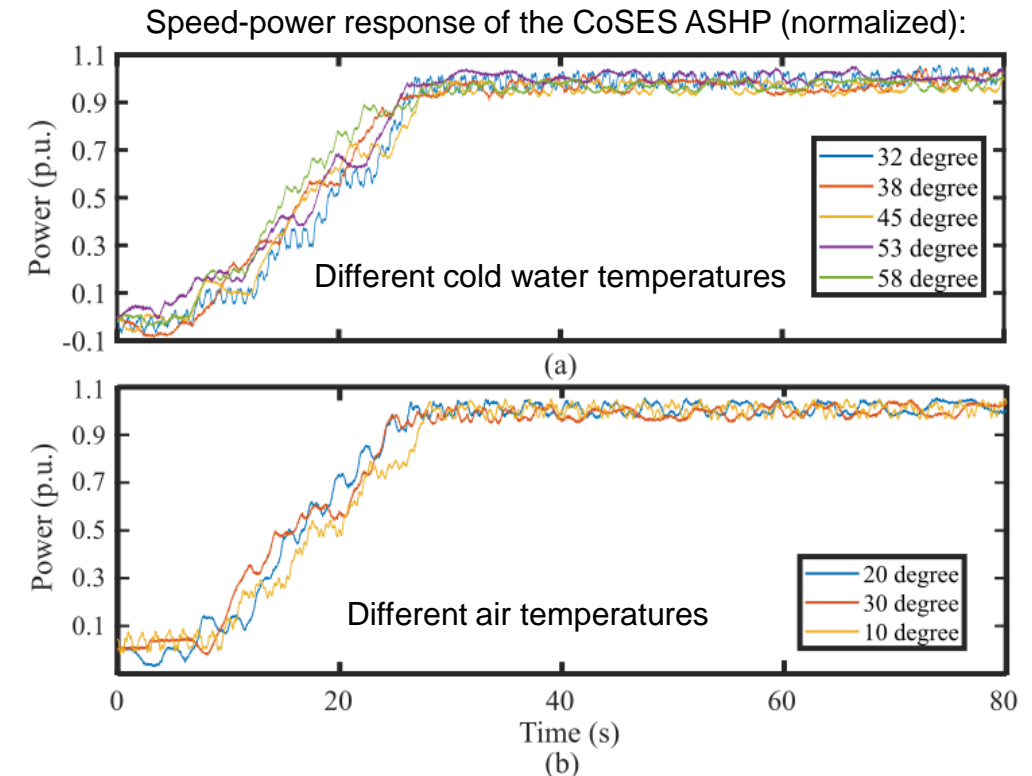 Speed-power response of the CoSES ASHP (normalized):
1.1
0.9
0.7
0.5
0.3
0.1
-0.1
Power (p.u.)
32 degree
38 degree
45 degree
53 degree
58 degree
Different cold water temperatures
(a)
1.1
0.9
0.7
0.5
0.3
0.1
Power (p.u.)
20 degree
30 degree
10 degree
Different air temperatures
0 20 40 60 80
Time (s)
(b)